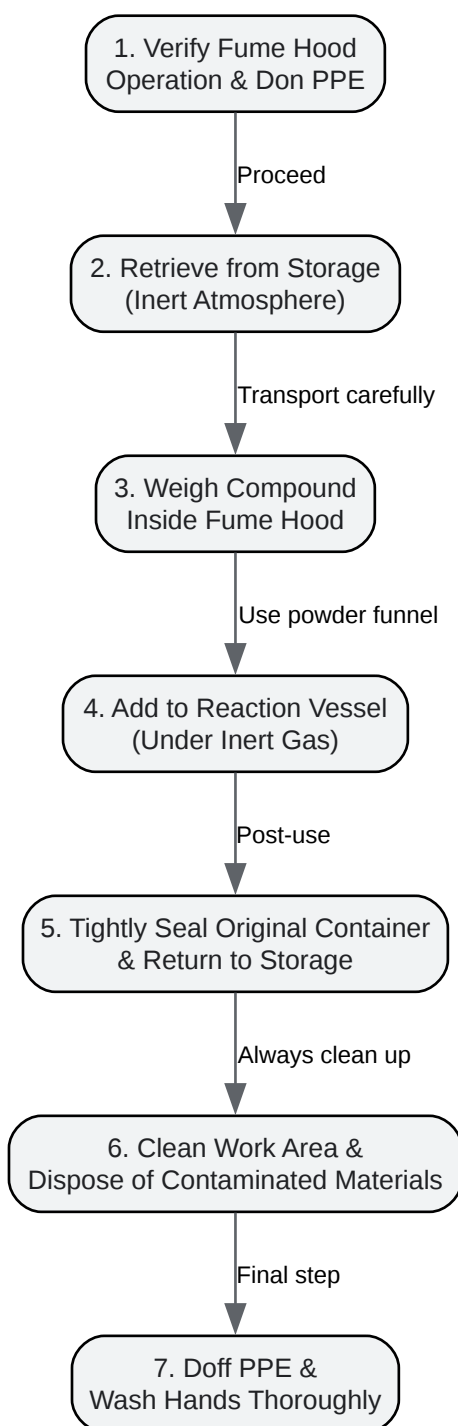 1. Verify Fume Hood
Operation & Don PPE
Proceed
2. Retrieve from Storage
(Inert Atmosphere)
Transport carefully
3. Weigh Compound
Inside Fume Hood
Use powder funnel
4. Add to Reaction Vessel
(Under Inert Gas)
Post-use
5. Tightly Seal Original Container
& Return to Storage
Always clean up
6. Clean Work Area &
Dispose of Contaminated Materials
Final step
7. Doff PPE &
Wash Hands Thoroughly